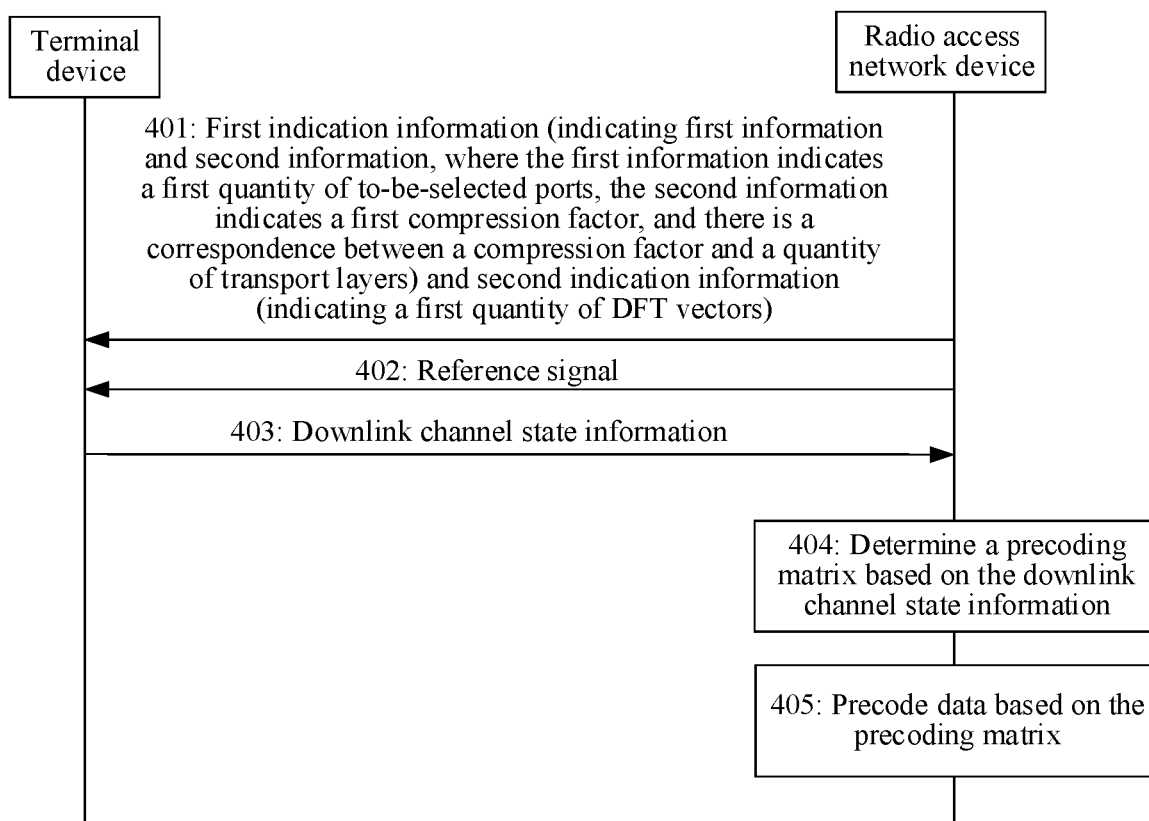 Terminal
device
Radio access
network device
401: First indication information (indicating first information
and second information, where the first information indicates
a first quantity of to-be-selected ports, the second information
indicates a first compression factor, and there is a
correspondence between a compression factor and a quantity
of transport layers) and second indication information
(indicating a first quantity of DFT vectors)
402: Reference signal
403: Downlink channel state information
404: Determine a precoding
matrix based on the downlink
channel state information
405: Precode data based on the
precoding matrix